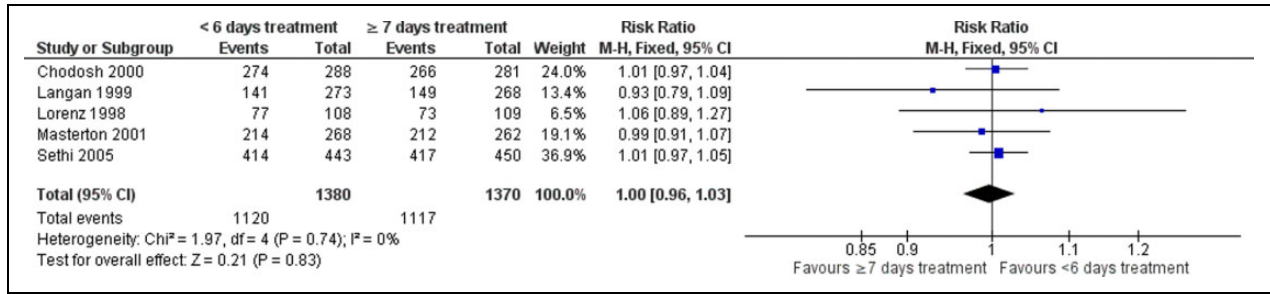 < 6 days treatment ≥ 7 days treatment Risk Ratio Risk Ratio
Study or Subgroup Events Total Events Total Weight M-H, Fixed, 95% CI M-H, Fixed, 95% CI
Chodosh 2000 274 288 266 281 24.0% 1.01 [0.97, 1.04]
Langan 1999 141 273 149 268 13.4% 0.93 [0.79, 1.09]
Lorenz 1998 77 108 73 109 6.5% 1.06 [0.89, 1.27]
Masterton 2001 214 268 212 262 19.1% 0.99 [0.91, 1.07]
Sethi 2005 414 443 417 450 36.9% 1.01 [0.97, 1.05]
Total (95% CI) 1380 1370 100.0% 1.00 [0.96, 1.03]
Total events 1120 1117
Heterogeneity: Chi² = 1.97, df = 4 (P = 0.74); I² = 0%
Test for overall effect: Z = 0.21 (P = 0.83)
0.85 0.9 1 1.1 1.2
Favours ≥7 days treatment Favours <6 days treatment